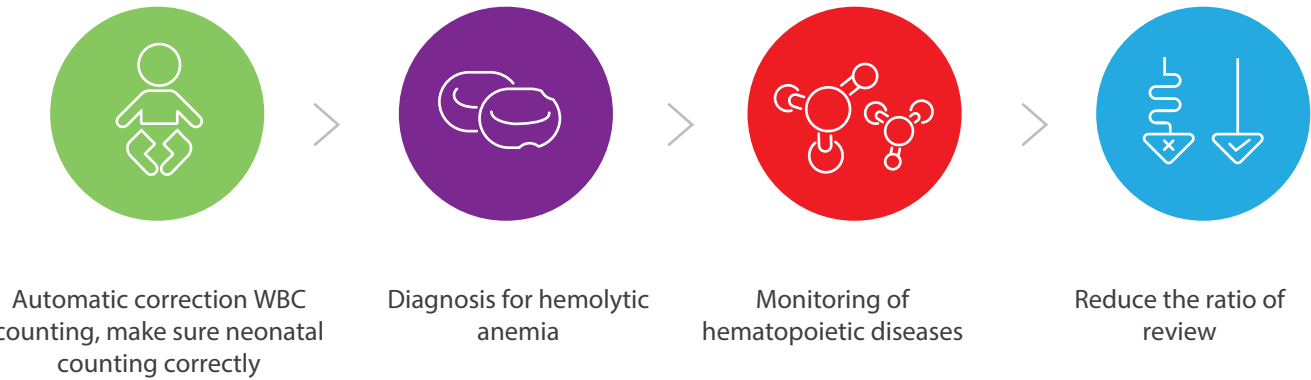 Automatic correction WBC
counting, make sure neonatal
counting correctly
Diagnosis for hemolytic
anemia
Monitoring of
hematopoietic diseases
Reduce the ratio of
review